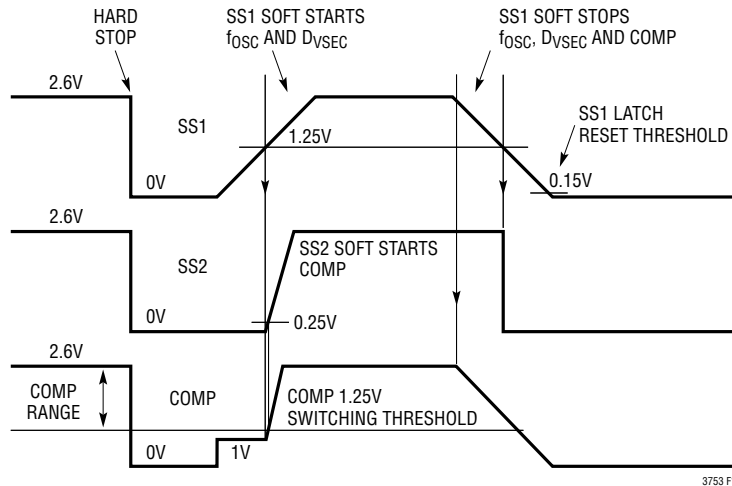 HARD
STOP
SS1 SOFT STARTS
fOSC AND DVSEC
SS1 SOFT STOPS
fOSC, DVSEC AND COMP
2.6V
SS1
1.25V
SS1 LATCH
RESET THRESHOLD
0V
0.15V
2.6V
SS2
SS2 SOFT STARTS
COMP
0V
0.25V
2.6V
COMP
RANGE
COMP
COMP 1.25V
SWITCHING THRESHOLD
0V
1V
3753 F